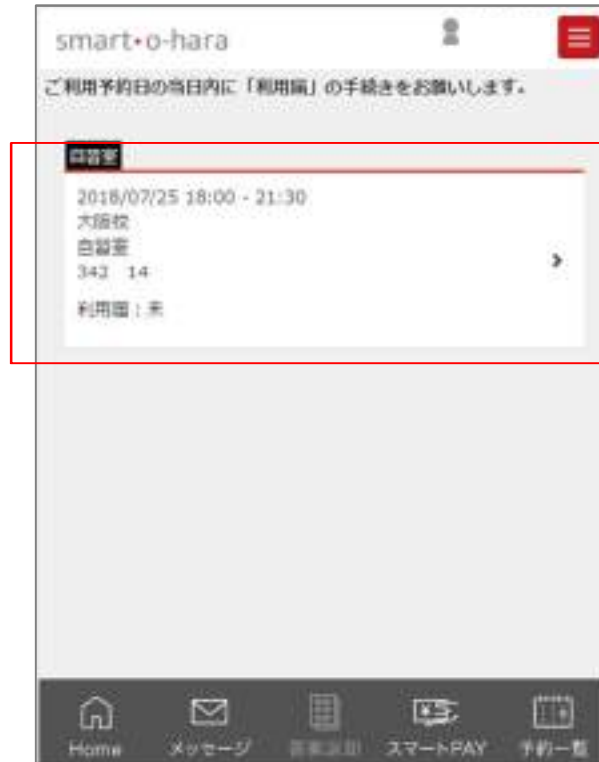 smart•o-hara
ご利用予約日の当日内に「利用届」の手続きをお願いします。
自習室
2018/07/25 18:00 - 21:30
大阪校
自習室
342 14
利用届：未
Home
メッセージ
スマートPAY
予約一覧